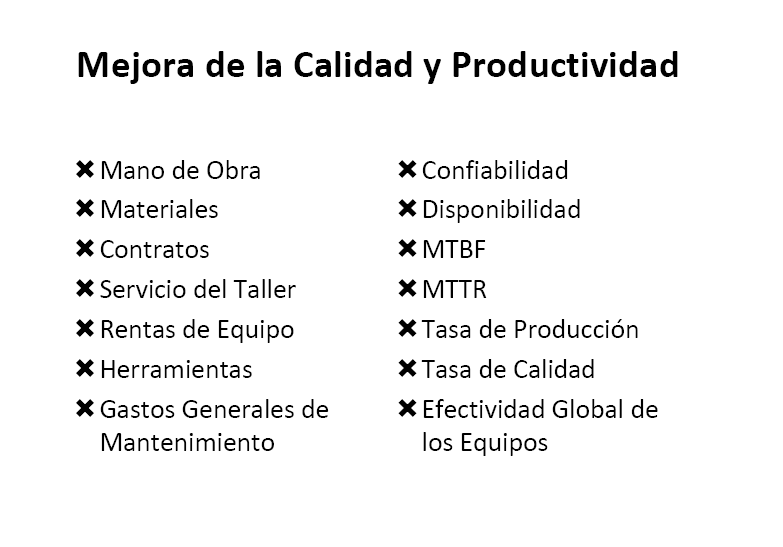 Mejora de la Calidad y Productividad
✖ Mano de Obra
✖ Materiales
✖ Contratos
✖ Servicio del Taller
✖ Rentas de Equipo
✖ Herramientas
✖ Gastos Generales de
Mantenimiento
✖ Confiabilidad
✖ Disponibilidad
✖ MTBF
✖ MTTR
✖ Tasa de Producción
✖ Tasa de Calidad
✖ Efectividad Global de
los Equipos